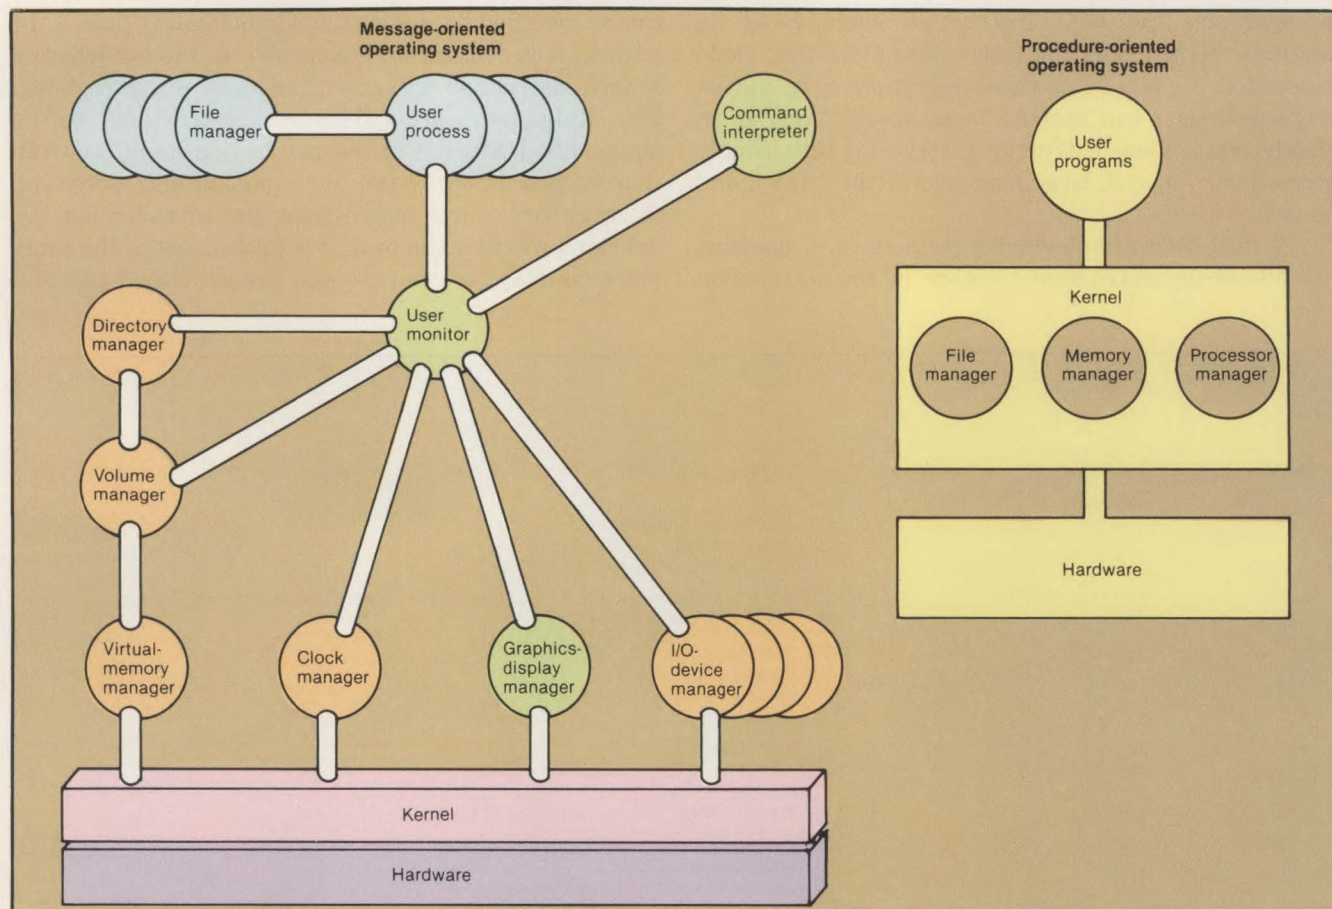 Message-oriented
operating system
Procedure-oriented
operating system
File
manager
User
process
Command
interpreter
User
programs
Directory
manager
User
monitor
Kernel
File
manager
Memory
manager
Processor
manager
Volume
manager
Hardware
Virtual-
memory
manager
Clock
manager
Graphics-
display
manager
I/O-
device
manager
Kernel
Hardware